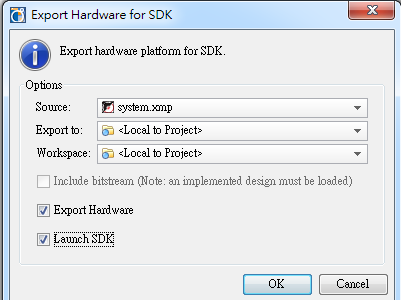 Export Hardware for SDK
Export hardware platform for SDK.
Options
Source: system.xmp
Export to: <Local to Project>
Workspace: <Local to Project>
Include bitstream (Note: an implemented design must be loaded)
Export Hardware
Launch SDK
OK Cancel